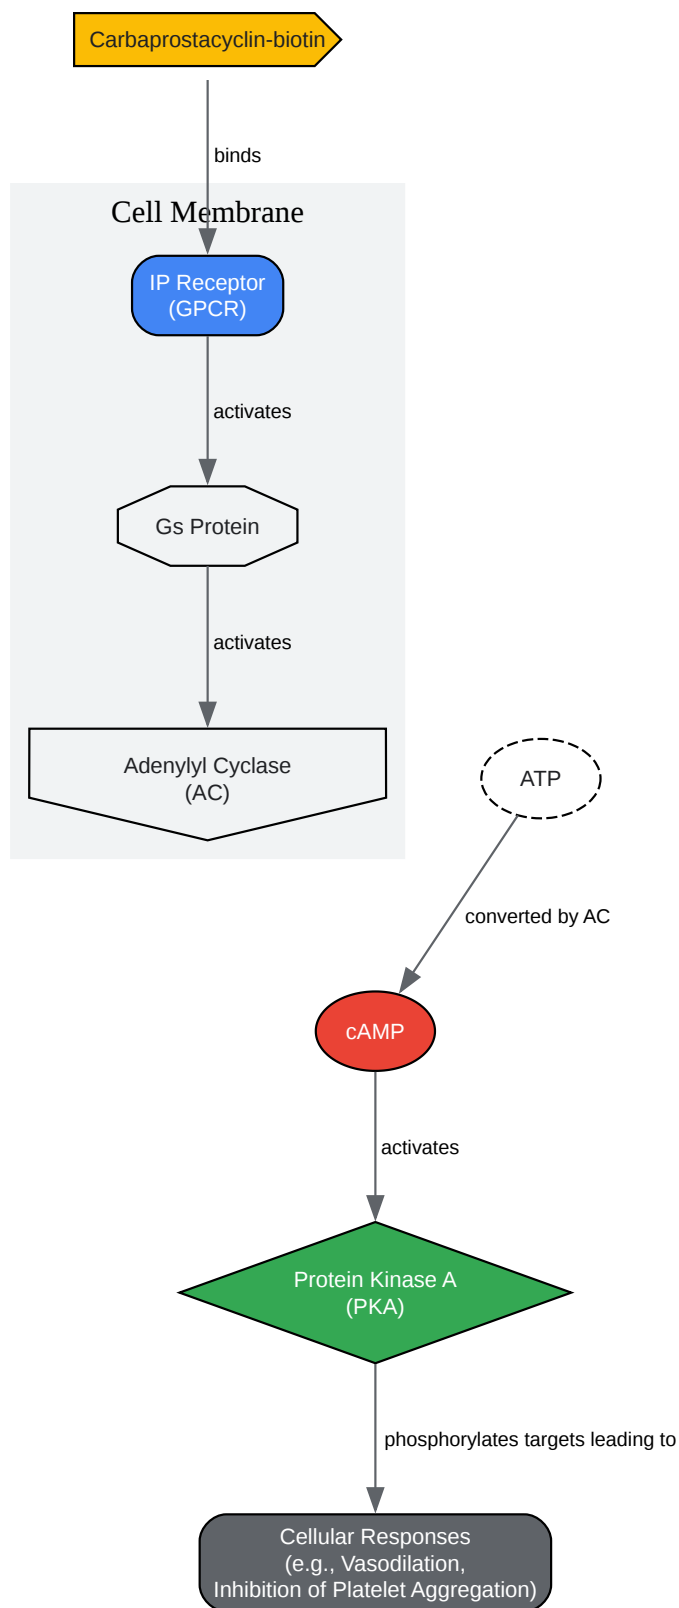 Carbaprostacyclin-biotin
binds
Cell Membrane
IP Receptor
(GPCR)
activates
Gs Protein
activates
Adenylyl Cyclase
(AC)
ATP
converted by AC
cAMP
activates
Protein Kinase A
(PKA)
phosphorylates targets leading to
Cellular Responses
(e.g., Vasodilation,
Inhibition of Platelet Aggregation)